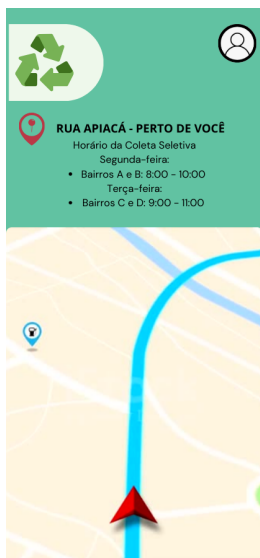 RUA APIACÁ - PERTO DE VOCÊ
Horário da Coleta Seletiva
Segunda-feira:
• Bairros A e B: 8:00 - 10:00
Terça-feira:
• Bairros C e D: 9:00 - 11:00